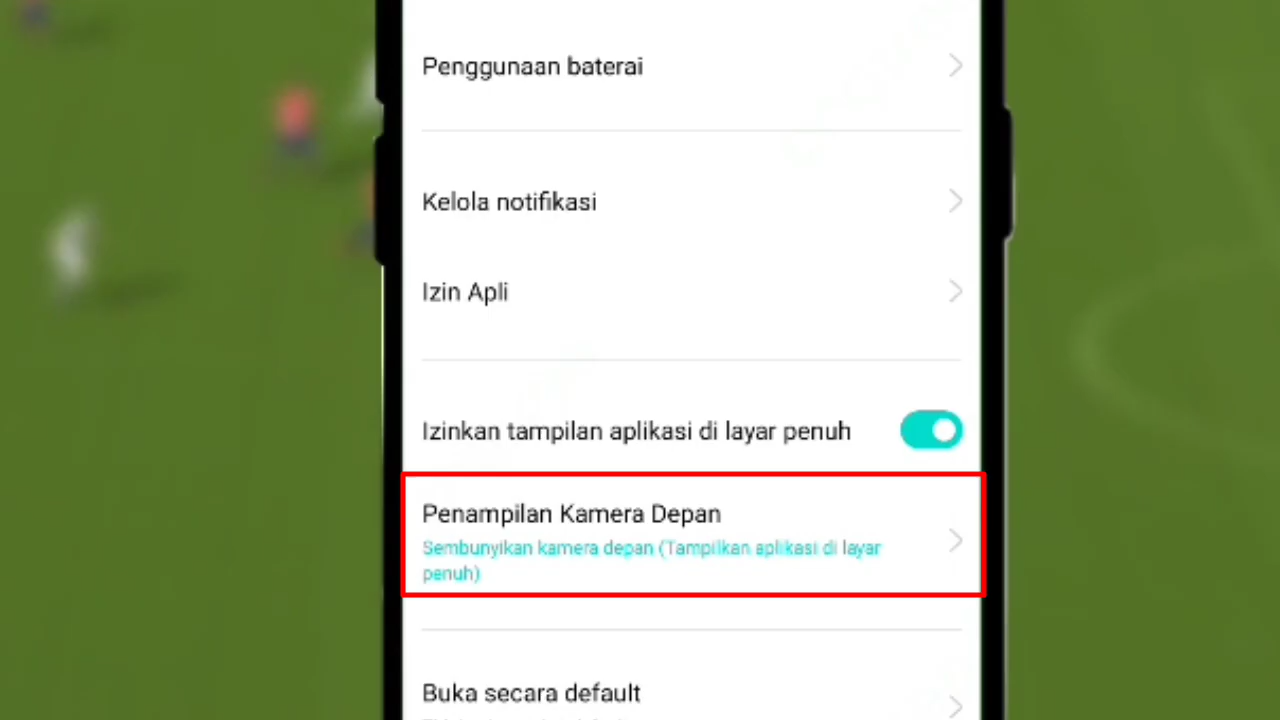 Penggunaan baterai
Kelola notifikasi
Izin Apli
Izinkan tampilan aplikasi di layar penuh
Penampilan Kamera Depan
Sembunyikan kamera depan (Tampilkan aplikasi di layar
penuh)
Buka secara default